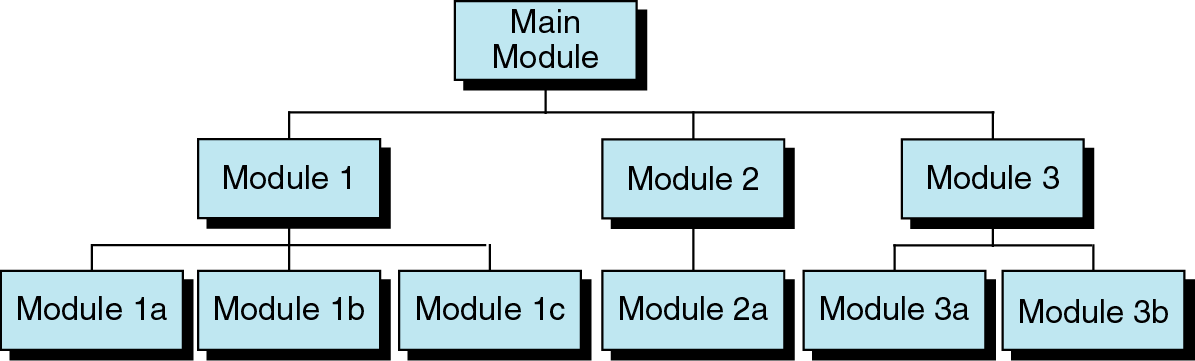 Main
Module
Module 1
Module 2
Module 3
Module 1a
Module 1b
Module 1c
Module 2a
Module 3a
Module 3b